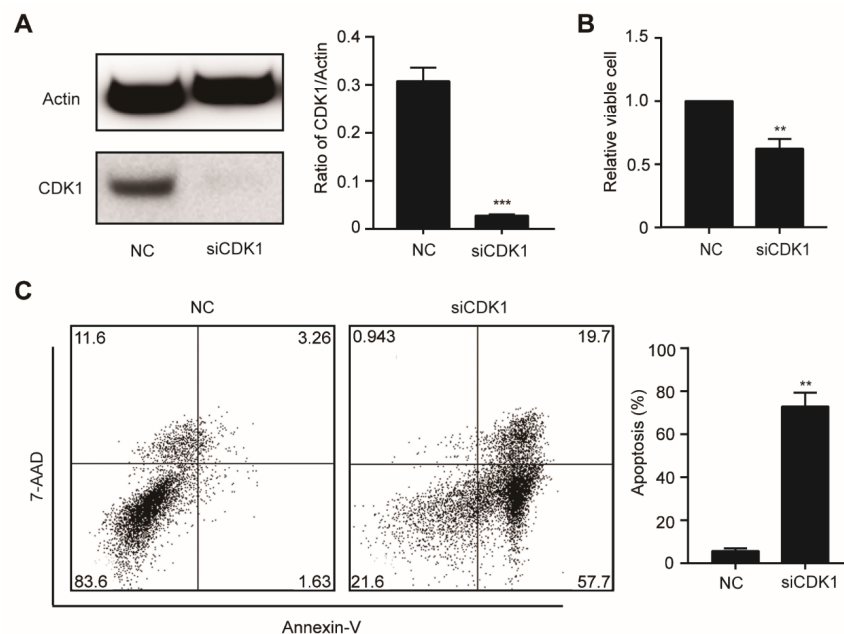 A
Actin
CDK1
NC
siCDK1
Ratio of CDK1/Actin
0.4
0.3
0.2
0.1
0
***
NC
siCDK1
B
Relative viable cell
1.5
1.0
0.5
0
**
NC
siCDK1
C
NC
11.6
3.26
83.6
1.63
siCDK1
0.943
19.7
21.6
57.7
7-AAD
Annexin-V
Apoptosis (%)
100
80
60
40
20
0
**
NC
siCDK1